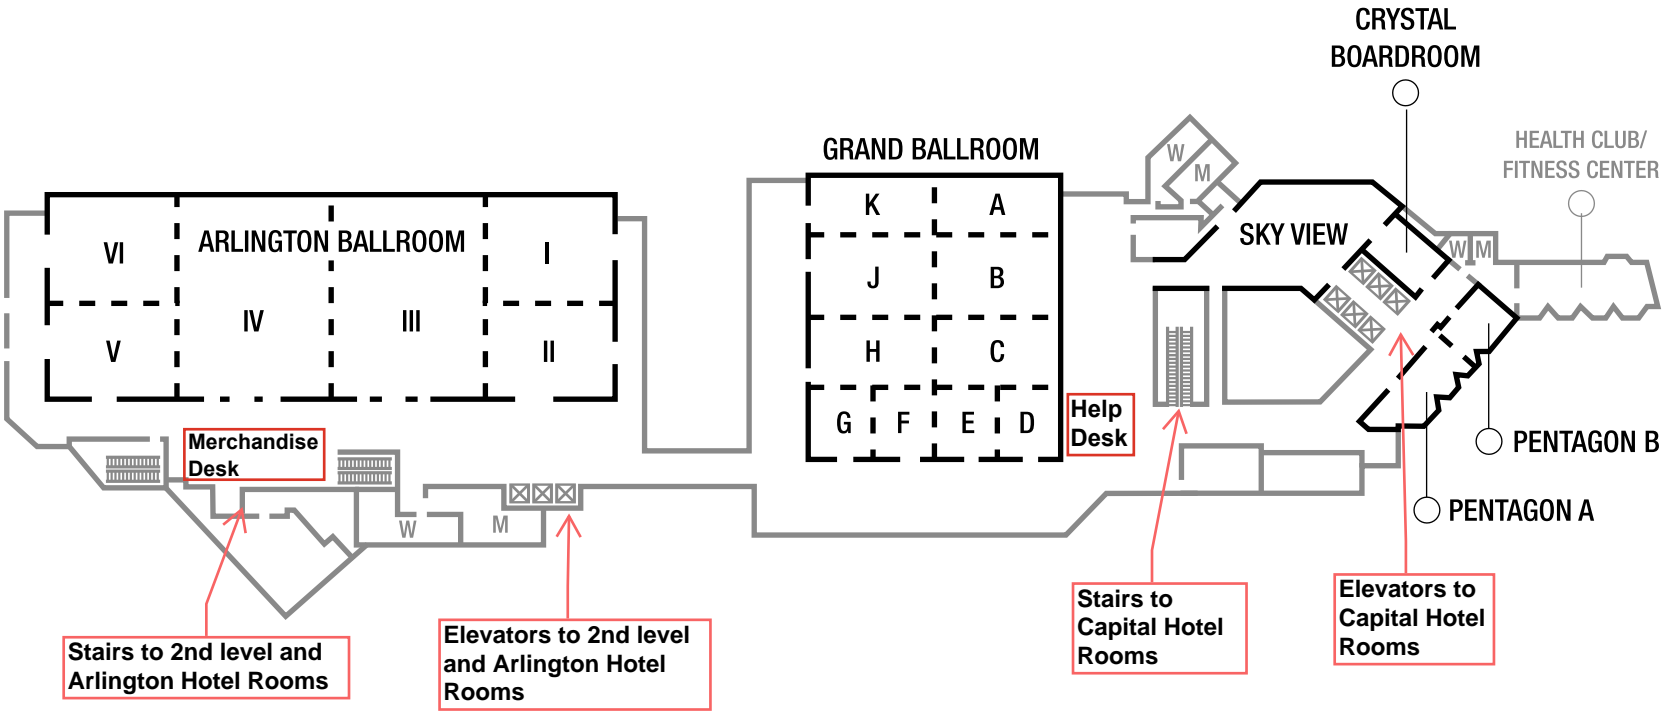 CRYSTAL
BOARDROOM
HEALTH CLUB/
FITNESS CENTER
GRAND BALLROOM
W
M
K
A
ARLINGTON BALLROOM
VI
I
SKY VIEW
W
M
J
B
IV
III
V
II
H
C
G
F
E
D
Help
Desk
Merchandise
Desk
PENTAGON B
PENTAGON A
W
M
Stairs to 2nd level and
Arlington Hotel Rooms
Elevators to 2nd level
and Arlington Hotel
Rooms
Stairs to
Capital Hotel
Rooms
Elevators to
Capital Hotel
Rooms